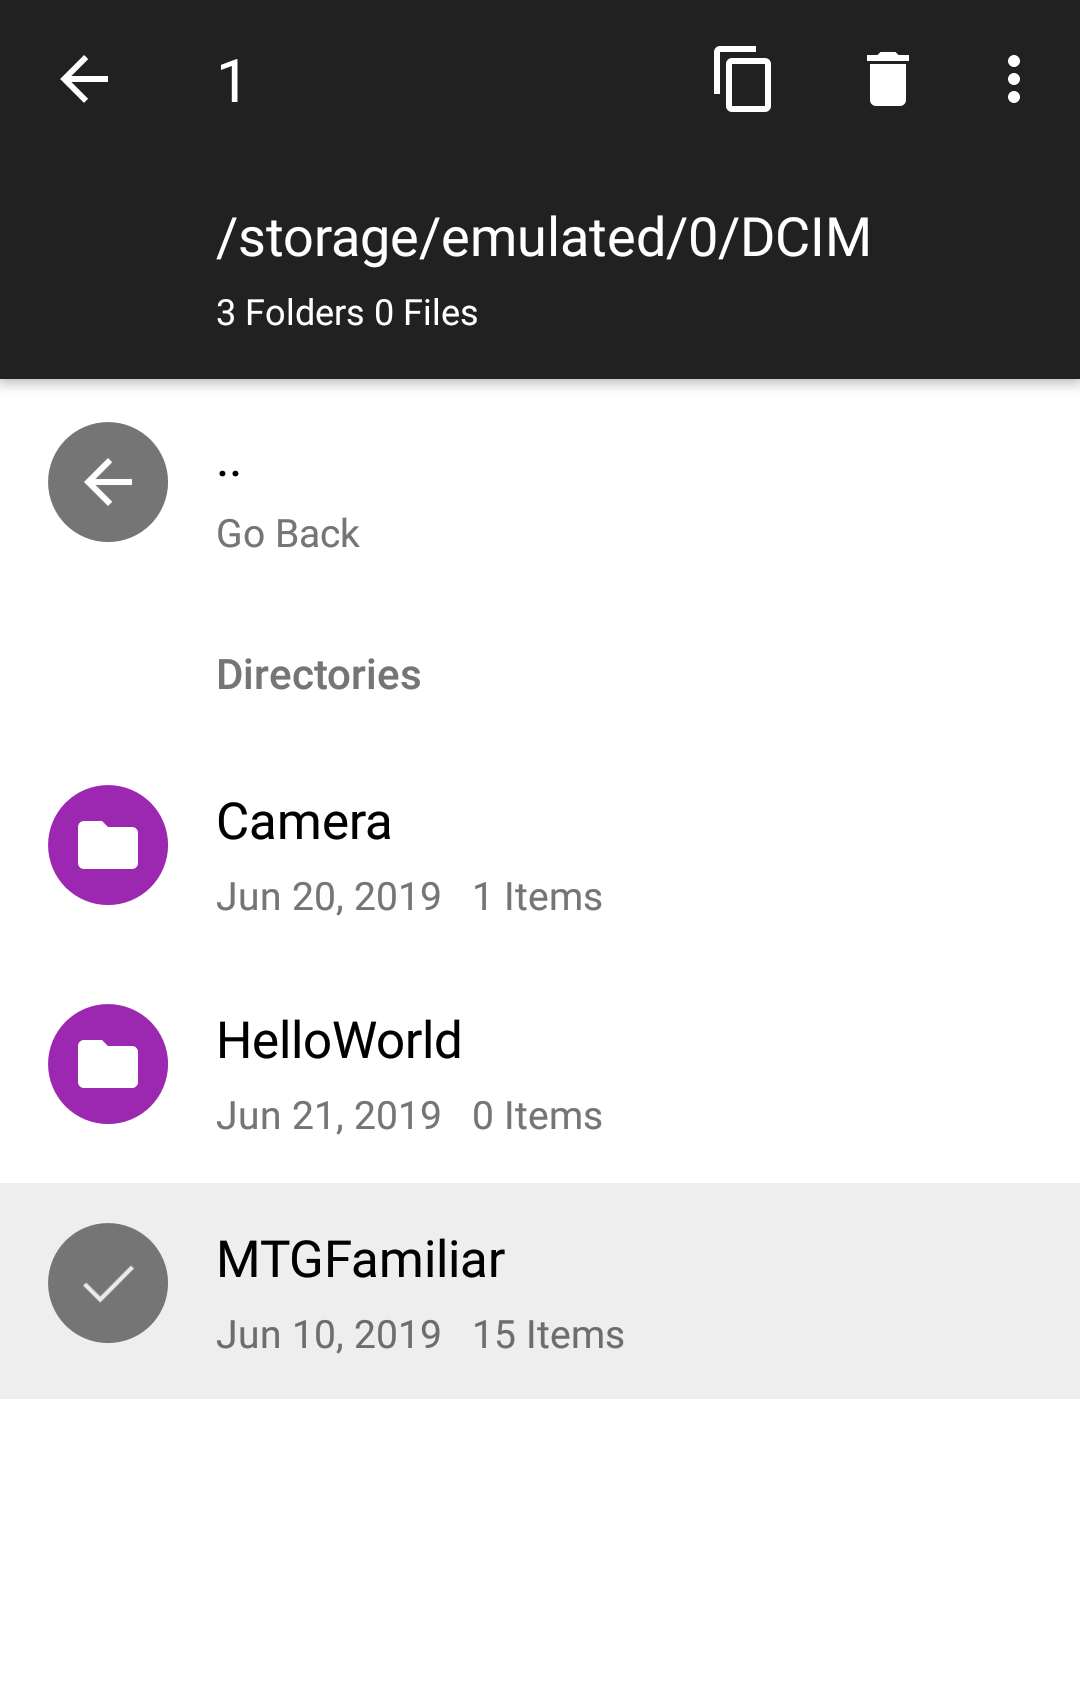 1
/storage/emulated/0/DCIM
3 Folders 0 Files
..
Go Back
Directories
Camera
Jun 20, 2019 1 Items
HelloWorld
Jun 21, 2019 0 Items
MTGFamiliar
Jun 10, 2019 15 Items